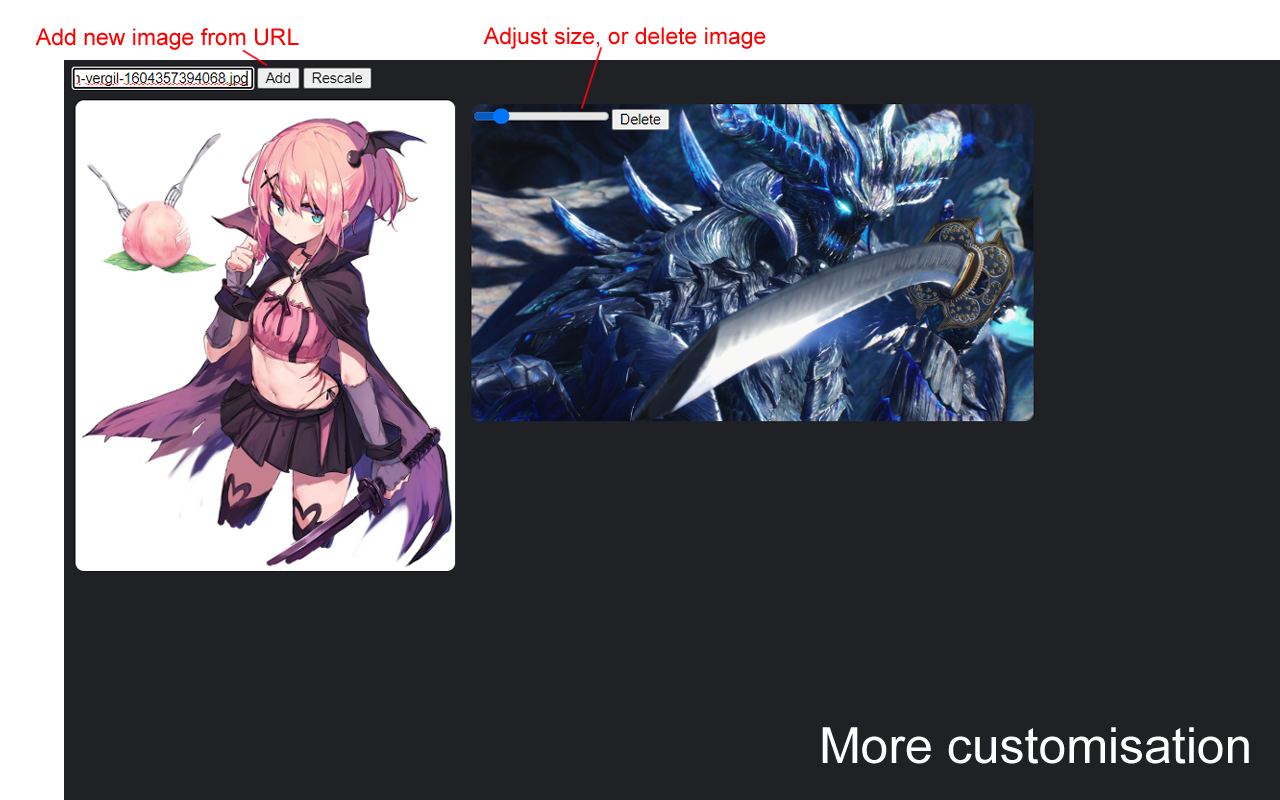 Add new image from URL
Adjust size, or delete image
-vergil-1604357394068.jpg Add Rescale
Delete
More customisation